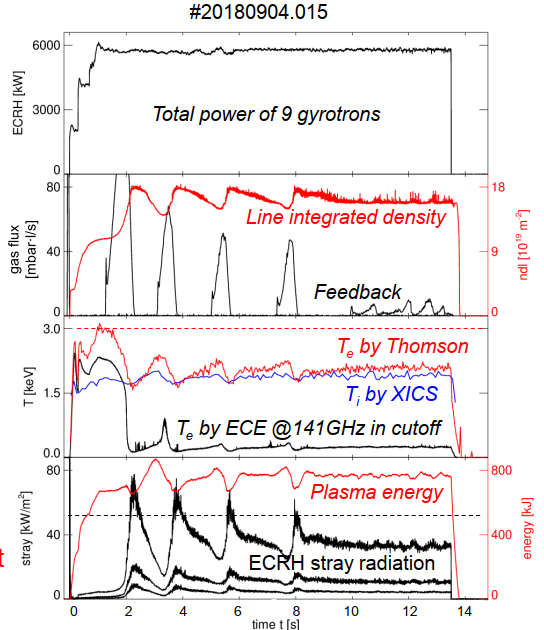 #20180904.015
ECRH [kW]
6000
3000
0
Total power of 9 gyrotrons
gas flux
[mbar·l/s]
80
40
0
Line integrated density
Feedback
18
9
0
ndl [10¹⁹ m⁻²]
T [keV]
3.0
1.5
0.0
Te by Thomson
Ti by XICS
Te by ECE @141GHz in cutoff
stray [kW/m²]
80
40
0
Plasma energy
ECRH stray radiation
800
400
0
energy [kJ]
t
0 2 4 6 8 10 12 14
time t [s]